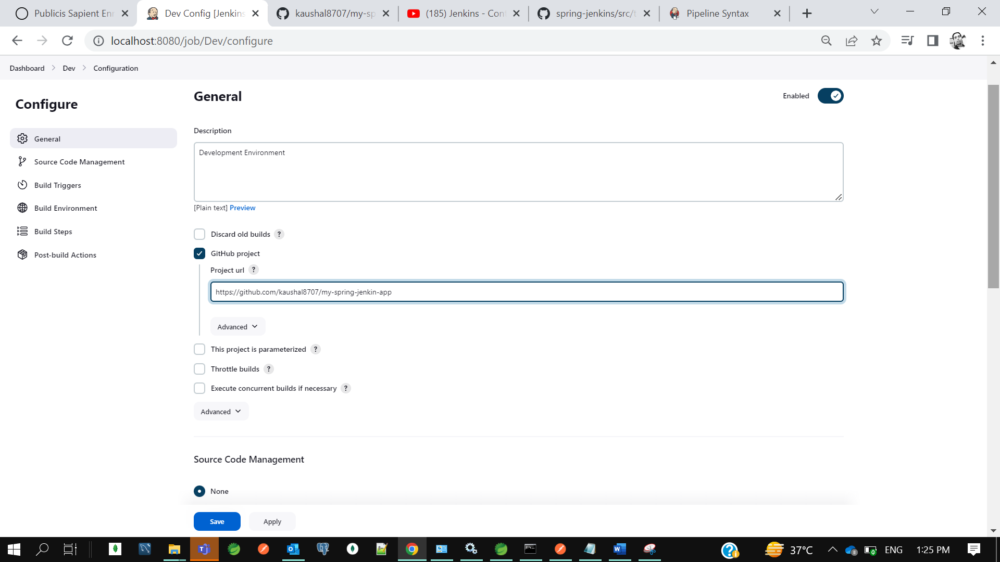 Publicis Sapient Enr
Dev Config [Jenkins
kaushal8707/my-sp
(185) Jenkins - Conf
spring-jenkins/src/t
Pipeline Syntax
localhost:8080/job/Dev/configure
Dashboard
Dev
Configuration
Configure
General
Source Code Management
Build Triggers
Build Environment
Build Steps
Post-build Actions
General
Enabled
Description
Development Environment
[Plain text] Preview
Discard old builds ?
GitHub project
Project url ?
https://github.com/kaushal8707/my-spring-jenkin-app
Advanced
This project is parameterized ?
Throttle builds ?
Execute concurrent builds if necessary ?
Advanced
Source Code Management
None
Save
Apply
37°C
ENG
1:25 PM